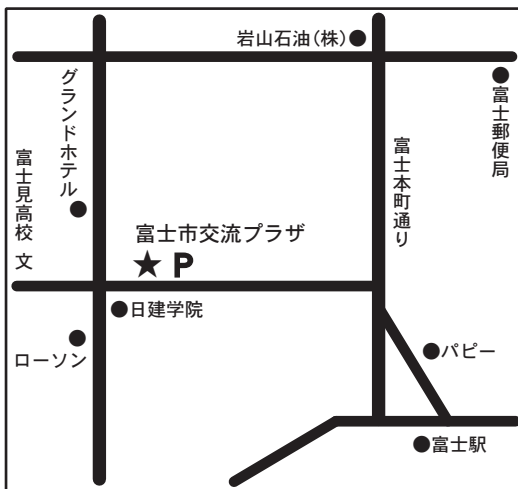 岩山石油(株)
グランドホテル
富士郵便局
富士見高校 文
富士本町通り
富士市交流プラザ
★ P
日建学院
ローソン
パピー
富士駅